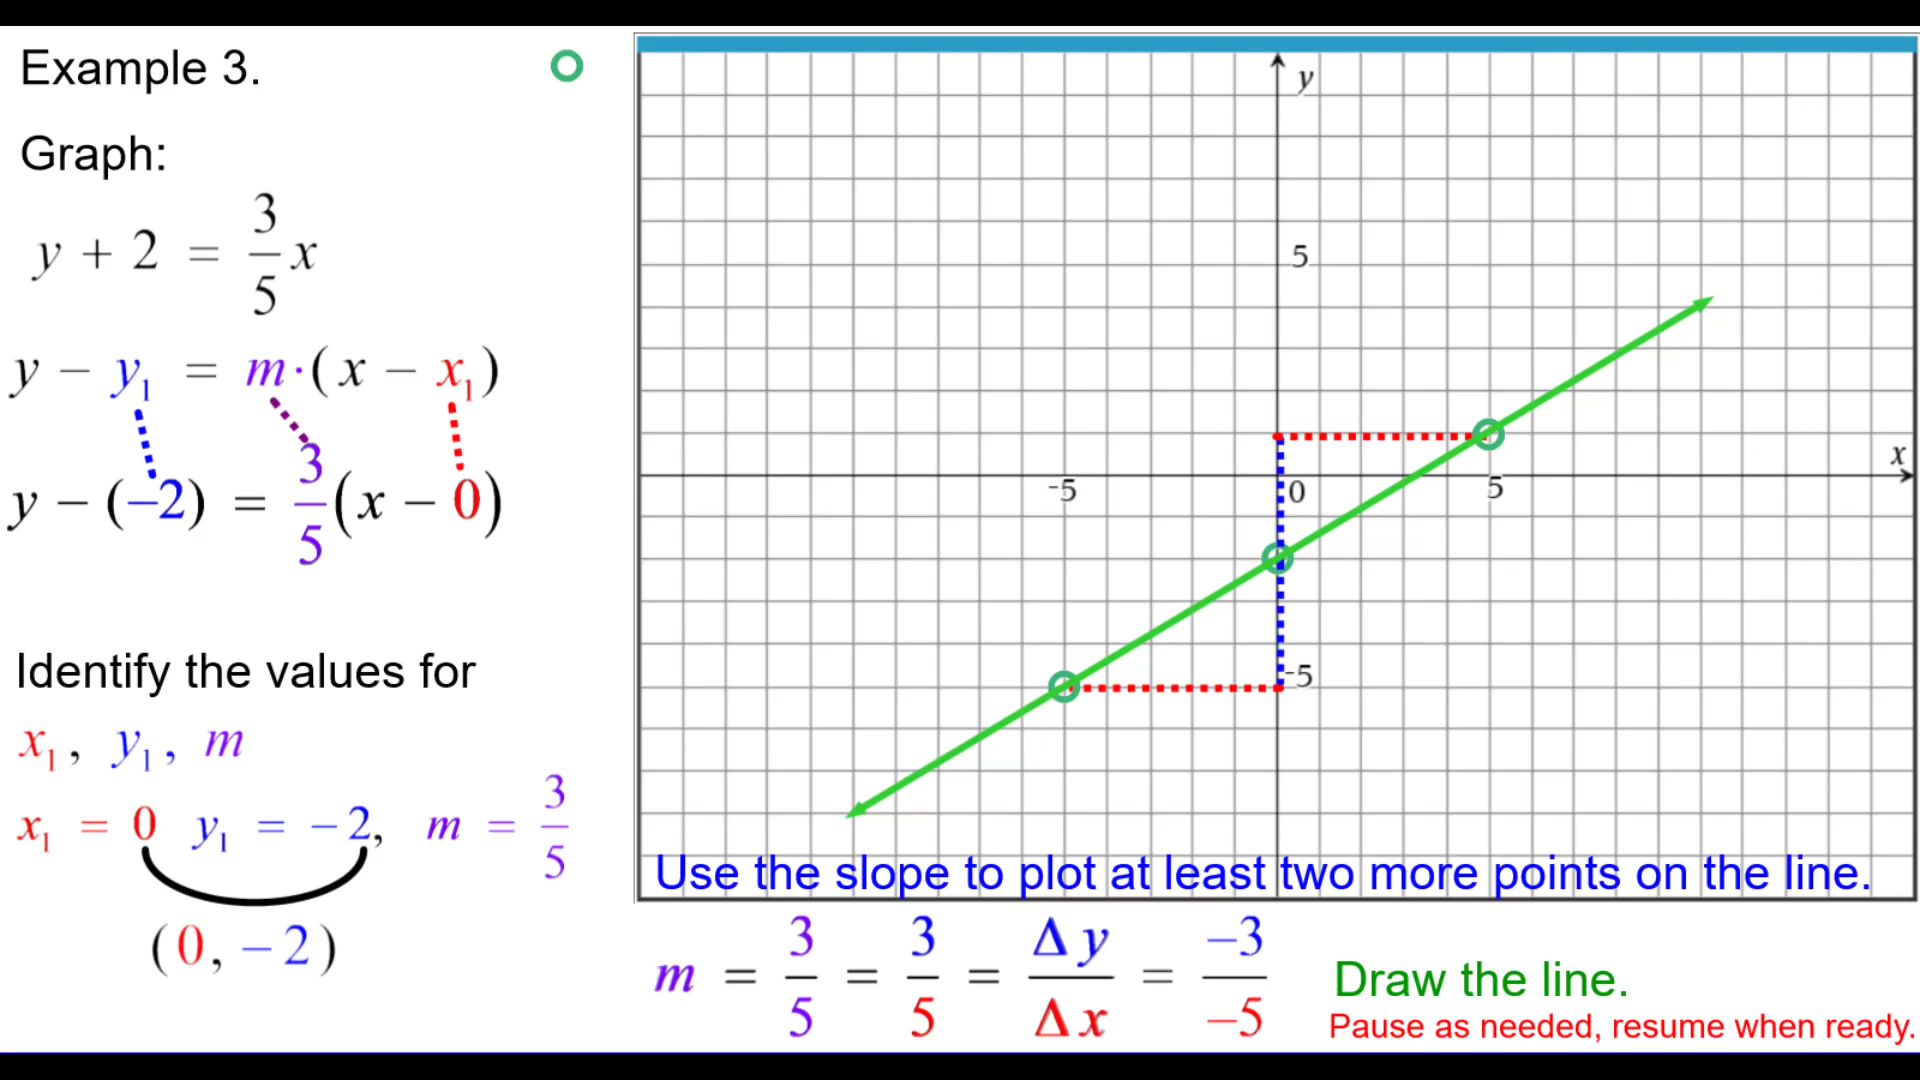 Example 3.
Graph:
y + 2 = 3/5 x
y − y₁ = m·(x − x₁)
y − (−2) = 3/5 (x − 0)
Identify the values for
x₁, y₁, m
x₁ = 0 y₁ = −2, m = 3/5
(0, −2)
y
5
x
-5 0 5
-5
Use the slope to plot at least two more points on the line.
m = 3/5 = 3/5 = Δy/Δx = −3/−5
Draw the line.
Pause as needed, resume when ready.